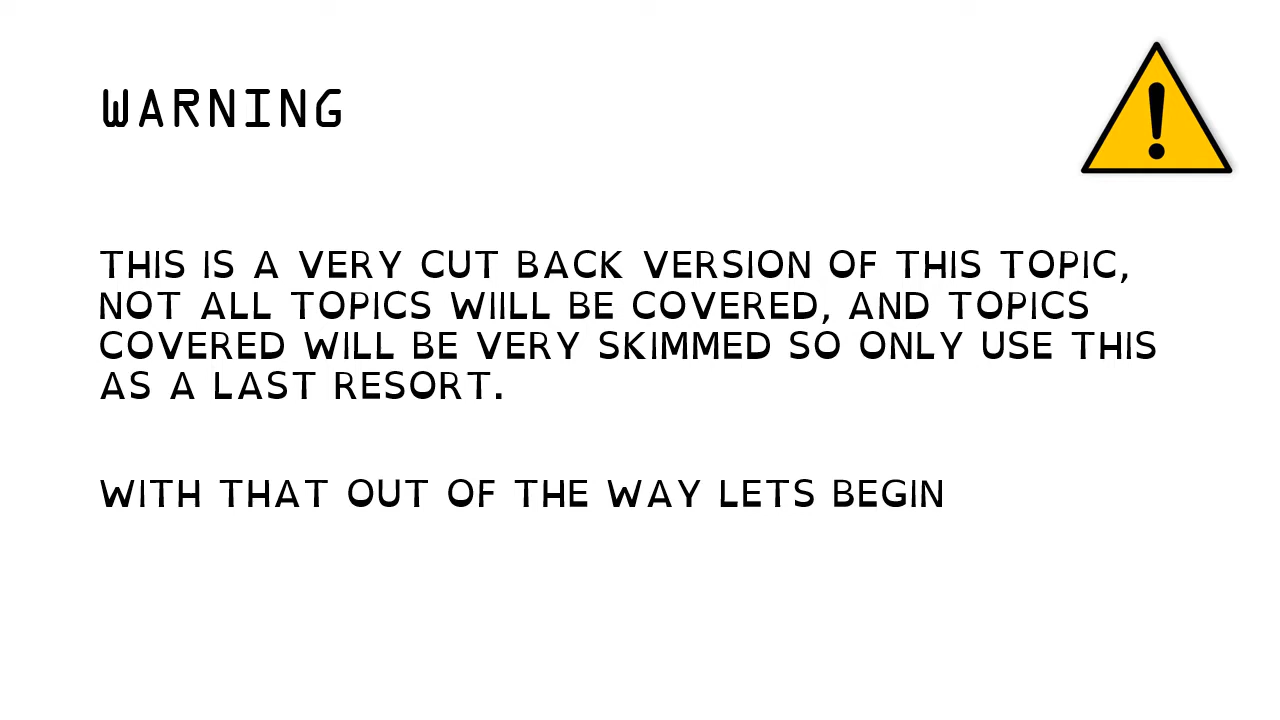 WARNING
THIS IS A VERY CUT BACK VERSION OF THIS TOPIC,
NOT ALL TOPICS WIILL BE COVERED, AND TOPICS
COVERED WILL BE VERY SKIMMED SO ONLY USE THIS
AS A LAST RESORT.
WITH THAT OUT OF THE WAY LETS BEGIN